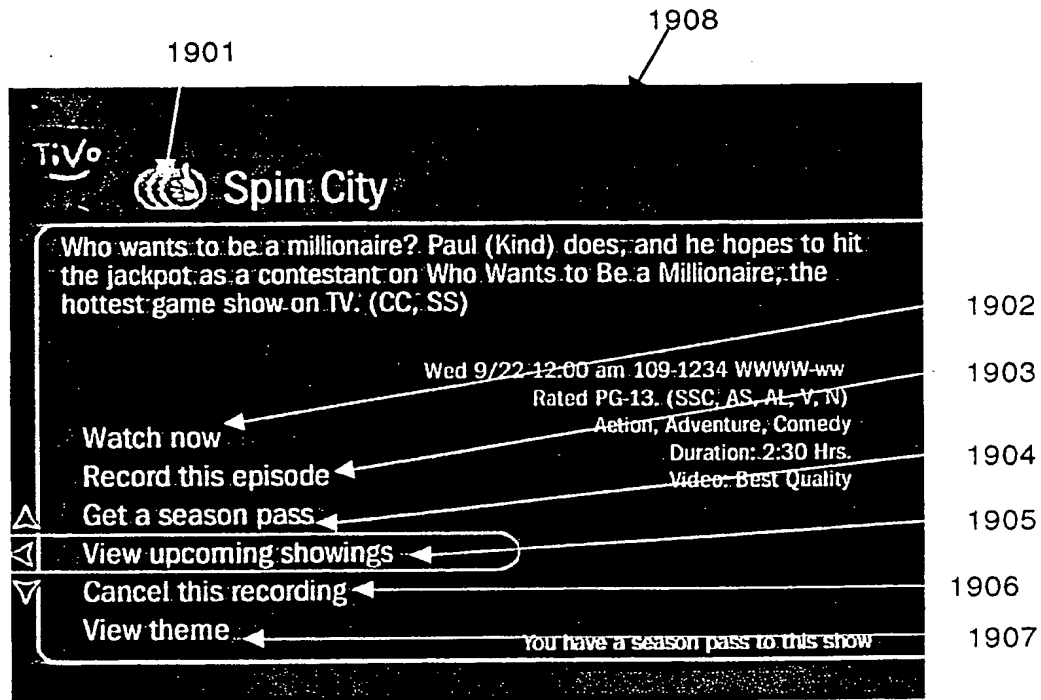 1908
1901
TiVo
Spin City
Who wants to be a millionaire? Paul (Kind) does, and he hopes to hit
the jackpot as a contestant on Who Wants to Be a Millionaire, the
hottest game show on TV. (CC, SS)
1902
Wed 9/22 12:00 am 109-1234 WWWW-ww
1903
Rated PG-13. (SSC, AS, AL, V, N)
Action, Adventure, Comedy
Watch now
Duration: 2:30 Hrs.
1904
Record this episode
Video: Best Quality
Get a season pass
1905
View upcoming showings
Cancel this recording
1906
View theme
1907
You have a season pass to this show